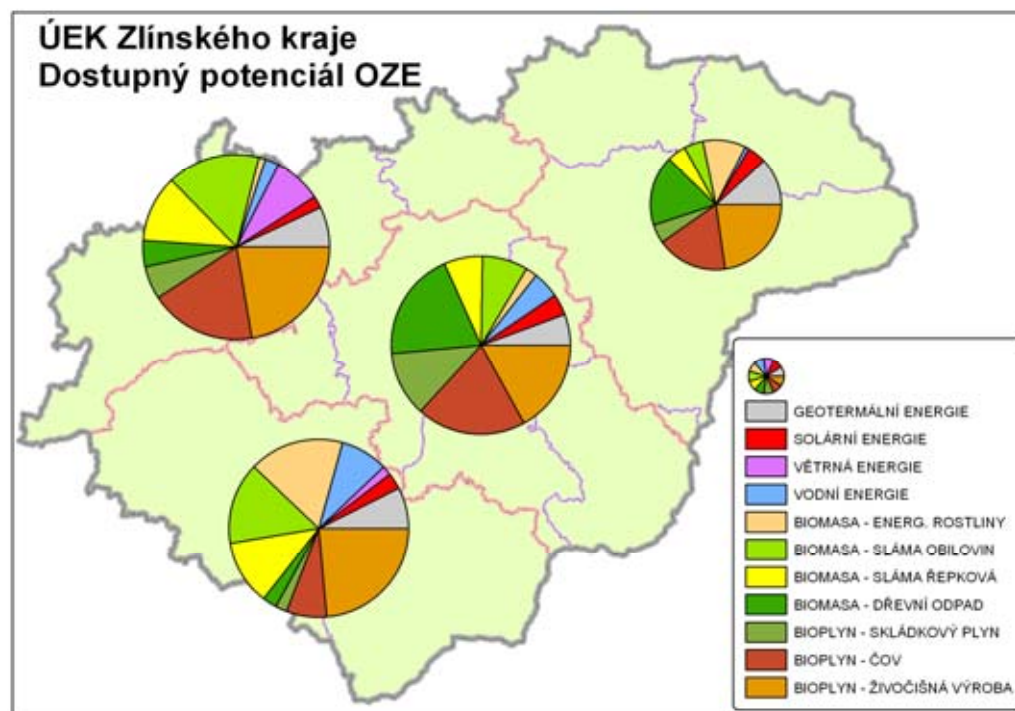 ÚEK Zlínského kraje
Dostupný potenciál OZE
GEOTERMÁLNÍ ENERGIE
SOLÁRNÍ ENERGIE
VĚTRNÁ ENERGIE
VODNÍ ENERGIE
BIOMASA - ENERG. ROSTLINY
BIOMASA - SLÁMA OBILOVIN
BIOMASA - SLÁMA ŘEPKOVÁ
BIOMASA - DŘEVNÍ ODPAD
BIOPLYN - SKLÁDKOVÝ PLYN
BIOPLYN - ČOV
BIOPLYN - ŽIVOČIŠNÁ VÝROBA